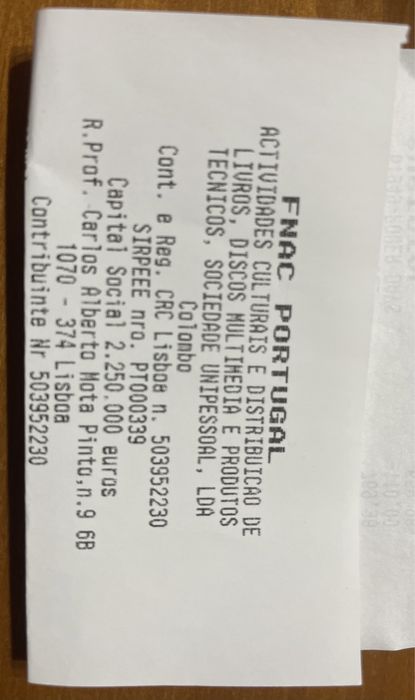 FNAC PORTUGAL
ACTIVIDADES CULTURAIS E DISTRIBUICAO DE
LIVROS, DISCOS MULTIMEDIA E PRODUTOS
TECNICOS, SOCIEDADE UNIPESSOAL, LDA
Colombo
Cont. e Reg. CRC Lisboa n. 503952230
SIRPEEE nro. PT000339
Capital Social 2.250.000 euros
R.Prof. Carlos Alberto Mota Pinto,n.9 6B
1070 - 374 Lisboa
Contribuinte Nr 503952230